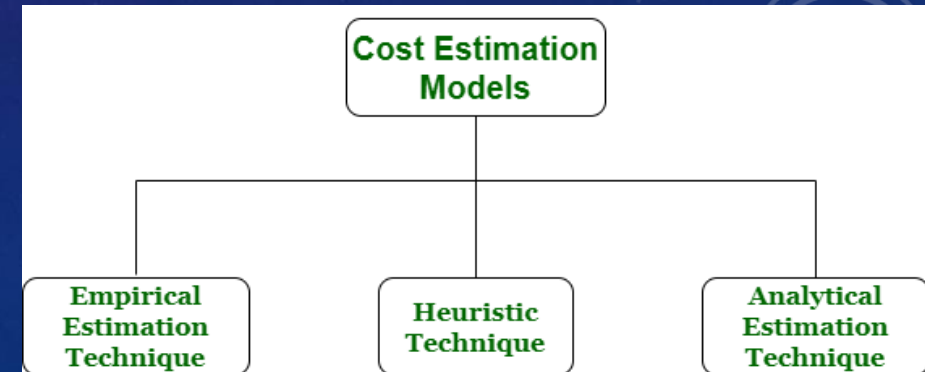 Cost Estimation
Models
Empirical
Estimation
Technique
Heuristic
Technique
Analytical
Estimation
Technique